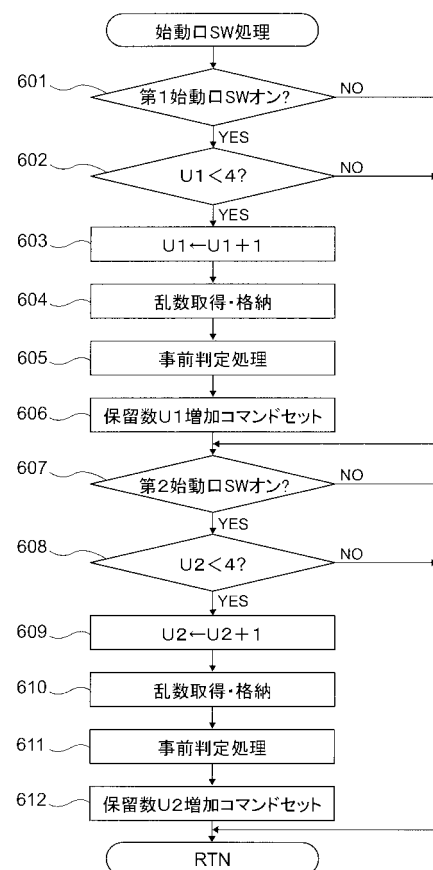 始動口SW処理
601
第1始動口SWオン?
NO
YES
602
U1<4?
NO
YES
603
U1←U1+1
604
乱数取得・格納
605
事前判定処理
606
保留数U1増加コマンドセット
607
第2始動口SWオン?
NO
YES
608
U2<4?
NO
YES
609
U2←U2+1
610
乱数取得・格納
611
事前判定処理
612
保留数U2増加コマンドセット
RTN